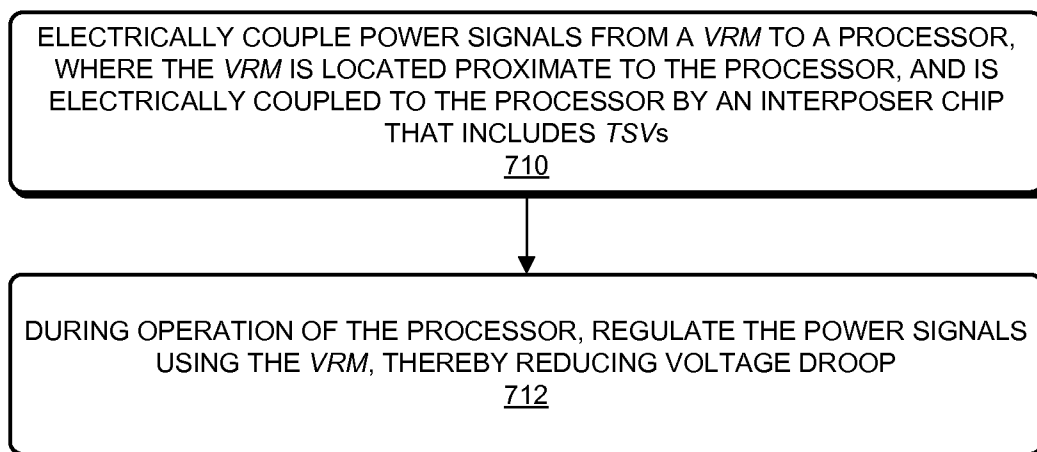 ELECTRICALLY COUPLE POWER SIGNALS FROM A VRM TO A PROCESSOR,
WHERE THE VRM IS LOCATED PROXIMATE TO THE PROCESSOR, AND IS
ELECTRICALLY COUPLED TO THE PROCESSOR BY AN INTERPOSER CHIP
THAT INCLUDES TSVs
710
DURING OPERATION OF THE PROCESSOR, REGULATE THE POWER SIGNALS
USING THE VRM, THEREBY REDUCING VOLTAGE DROOP
712